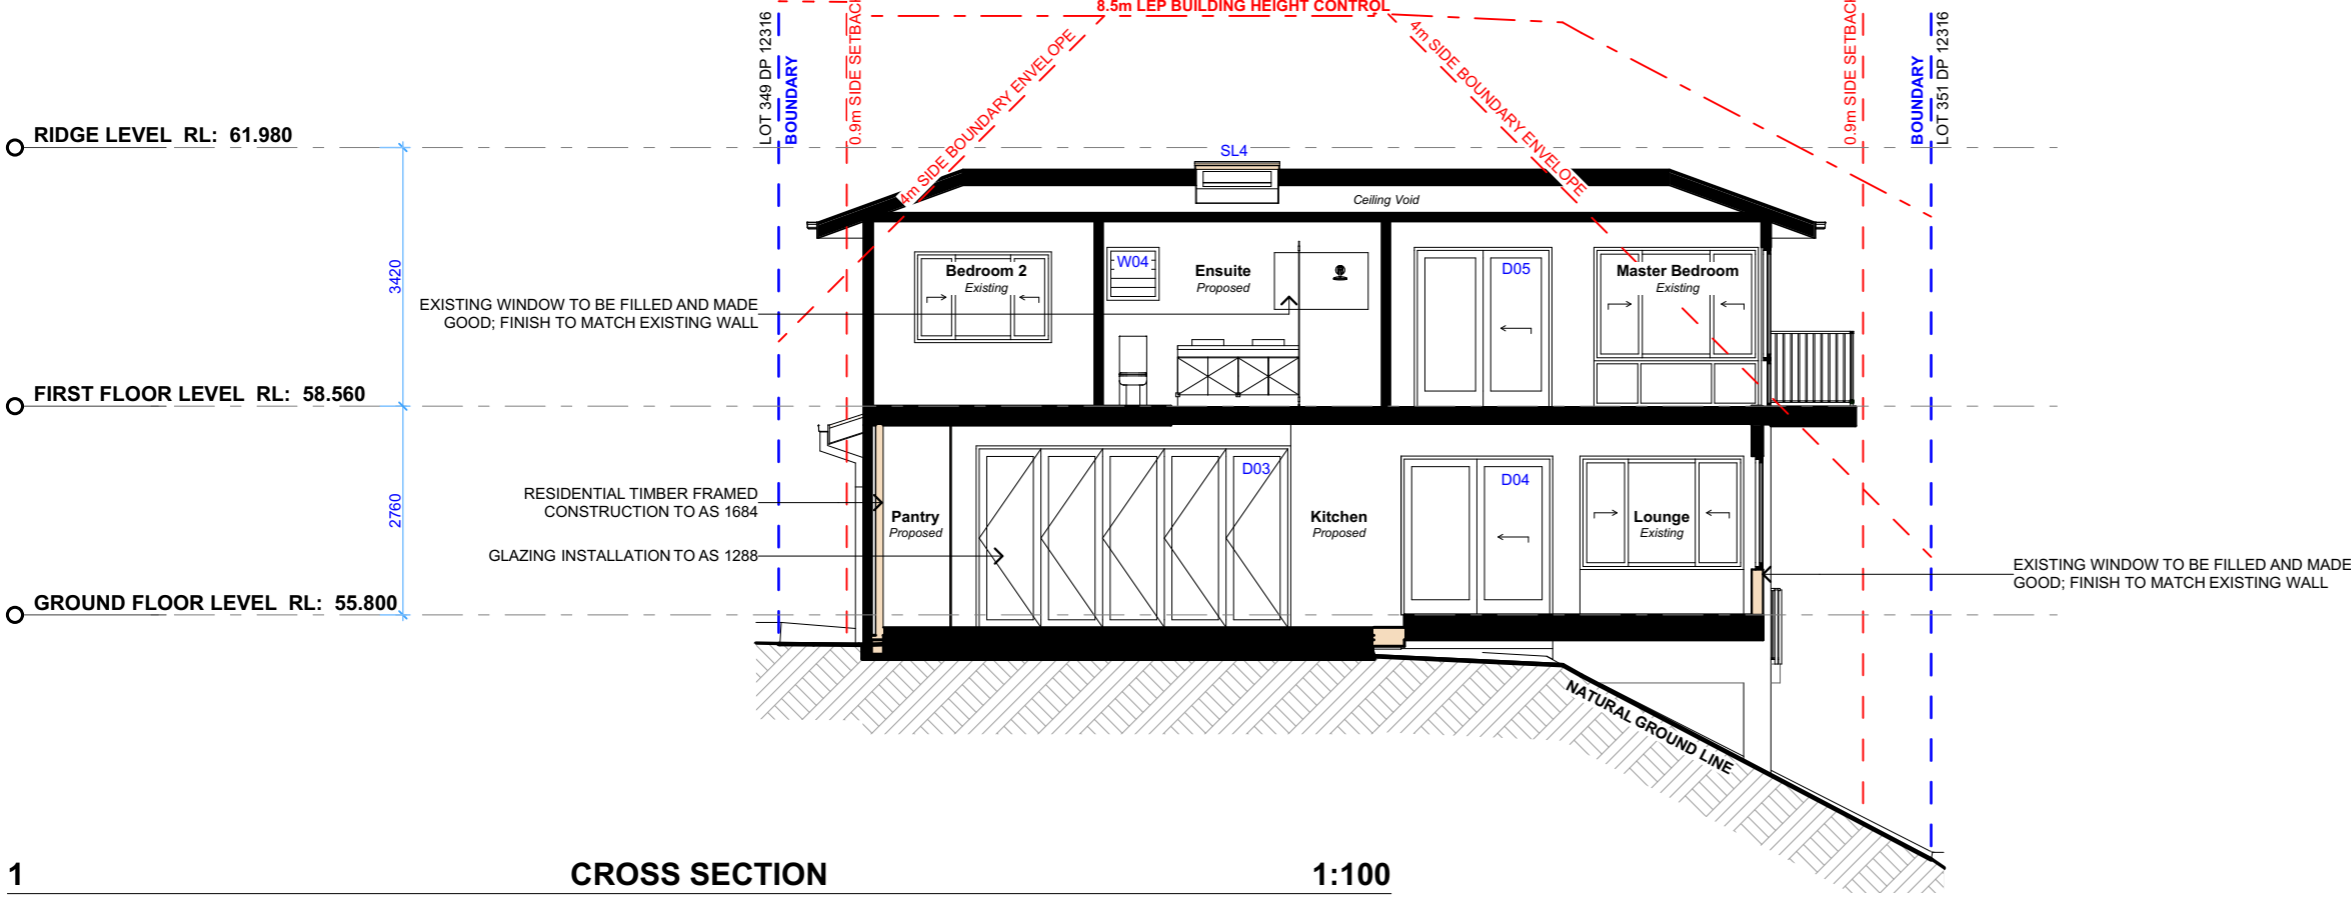 8.5m LEP BUILDING HEIGHT CONTROL
LOT 349 DP 12316
BOUNDARY
0.9m SIDE SETBACK
4m SIDE BOUNDARY ENVELOPE
4m SIDE BOUNDARY ENVELOPE
0.9m SIDE SETBACK
BOUNDARY
LOT 351 DP 12316
RIDGE LEVEL RL: 61.980
SL4
Ceiling Void
3420
Bedroom 2
Existing
W04
Ensuite
Proposed
D05
Master Bedroom
Existing
EXISTING WINDOW TO BE FILLED AND MADE
GOOD; FINISH TO MATCH EXISTING WALL
FIRST FLOOR LEVEL RL: 58.560
2760
RESIDENTIAL TIMBER FRAMED
CONSTRUCTION TO AS 1684
GLAZING INSTALLATION TO AS 1288
Pantry
Proposed
D03
Kitchen
Proposed
D04
Lounge
Existing
EXISTING WINDOW TO BE FILLED AND MADE
GOOD; FINISH TO MATCH EXISTING WALL
GROUND FLOOR LEVEL RL: 55.800
NATURAL GROUND LINE
1 CROSS SECTION 1:100